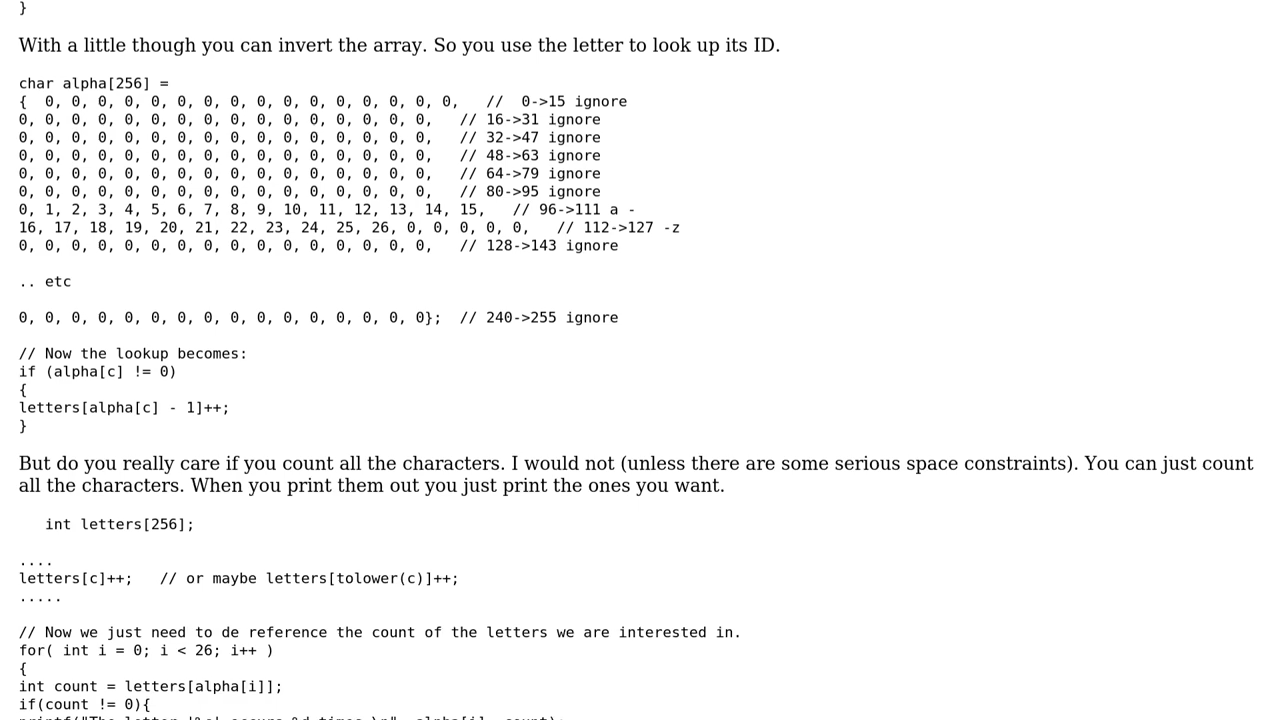 }
With a little though you can invert the array. So you use the letter to look up its ID.
char alpha[256] =
{  0, 0, 0, 0, 0, 0, 0, 0, 0, 0, 0, 0, 0, 0, 0, 0,   //  0->15 ignore
0, 0, 0, 0, 0, 0, 0, 0, 0, 0, 0, 0, 0, 0, 0, 0,   // 16->31 ignore
0, 0, 0, 0, 0, 0, 0, 0, 0, 0, 0, 0, 0, 0, 0, 0,   // 32->47 ignore
0, 0, 0, 0, 0, 0, 0, 0, 0, 0, 0, 0, 0, 0, 0, 0,   // 48->63 ignore
0, 0, 0, 0, 0, 0, 0, 0, 0, 0, 0, 0, 0, 0, 0, 0,   // 64->79 ignore
0, 0, 0, 0, 0, 0, 0, 0, 0, 0, 0, 0, 0, 0, 0, 0,   // 80->95 ignore
0, 1, 2, 3, 4, 5, 6, 7, 8, 9, 10, 11, 12, 13, 14, 15,   // 96->111 a -
16, 17, 18, 19, 20, 21, 22, 23, 24, 25, 26, 0, 0, 0, 0, 0,   // 112->127 -z
0, 0, 0, 0, 0, 0, 0, 0, 0, 0, 0, 0, 0, 0, 0, 0,   // 128->143 ignore
.. etc
0, 0, 0, 0, 0, 0, 0, 0, 0, 0, 0, 0, 0, 0, 0, 0};  // 240->255 ignore
// Now the lookup becomes:
if (alpha[c] != 0)
{
letters[alpha[c] - 1]++;
}
But do you really care if you count all the characters. I would not (unless there are some serious space constraints). You can just count
all the characters. When you print them out you just print the ones you want.
int letters[256];
....
letters[c]++;   // or maybe letters[tolower(c)]++;
.....
// Now we just need to de reference the count of the letters we are interested in.
for( int i = 0; i < 26; i++ )
{
int count = letters[alpha[i]];
if(count != 0){